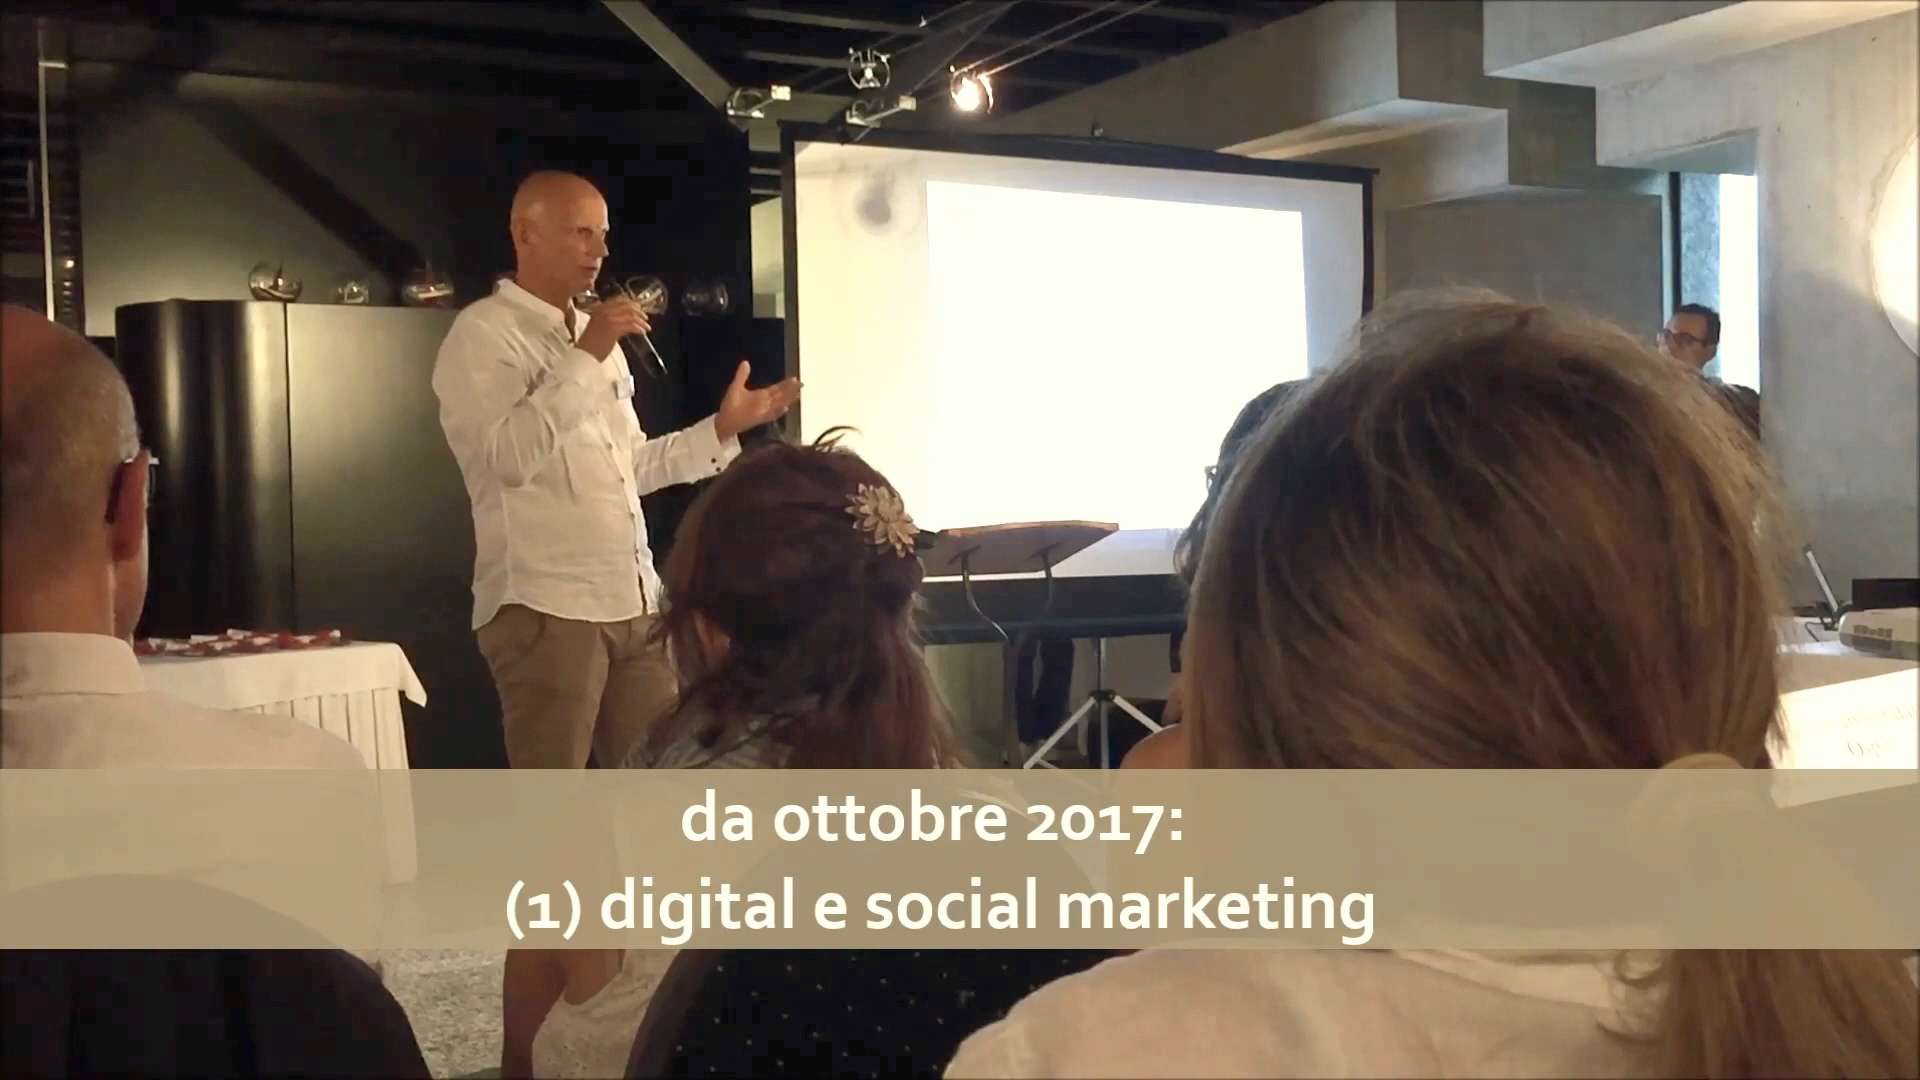 da ottobre 2017:
(1) digital e social marketing